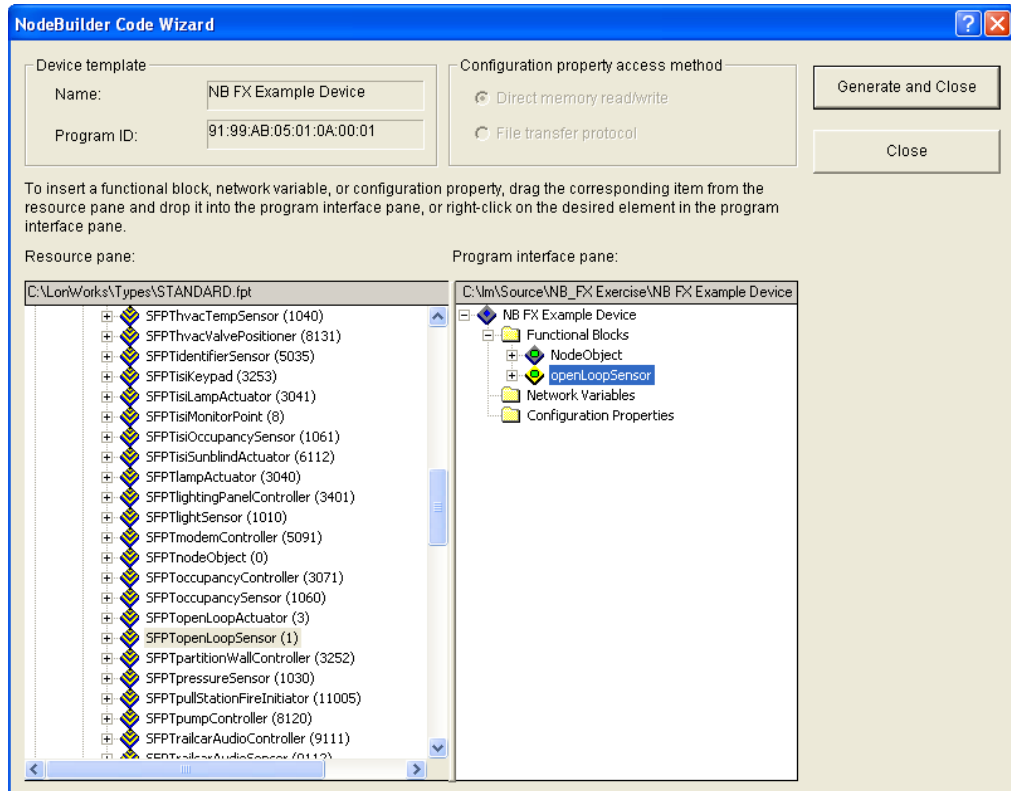 NodeBuilder Code Wizard
Device template
Name:
NB FX Example Device
Program ID:
91:99:AB:05:01:0A:00:01
Configuration property access method
Direct memory read/write
File transfer protocol
Generate and Close
Close
To insert a functional block, network variable, or configuration property, drag the corresponding item from the
resource pane and drop it into the program interface pane, or right-click on the desired element in the program
interface pane.
Resource pane:
C:\LonWorks\Types\STANDARD.fpt
SFPThvacTempSensor (1040)
SFPThvacValvePositioner (8131)
SFPTidentifierSensor (5035)
SFPTisiKeypad (3253)
SFPTisiLampActuator (3041)
SFPTisiMonitorPoint (8)
SFPTisiOccupancySensor (1061)
SFPTisiSunblindActuator (6112)
SFPTlampActuator (3040)
SFPTlightingPanelController (3401)
SFPTlightSensor (1010)
SFPTmodemController (5091)
SFPTnodeObject (0)
SFPToccupancyController (3071)
SFPToccupancySensor (1060)
SFPTopenLoopActuator (3)
SFPTopenLoopSensor (1)
SFPTpartitionWallController (3252)
SFPTpressureSensor (1030)
SFPTpullStationFireInitiator (11005)
SFPTpumpController (8120)
SFPTrailcarAudioController (9111)
SFPTrailcarAudioSensor (9112)
Program interface pane:
C:\lm\Source\NB_FX Exercise\NB FX Example Device
NB FX Example Device
Functional Blocks
NodeObject
openLoopSensor
Network Variables
Configuration Properties